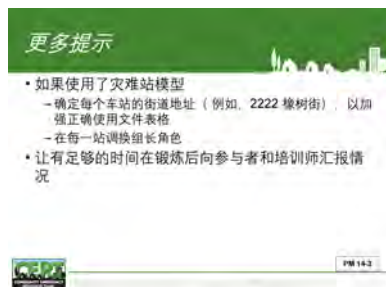 更多提示
• 如果使用了灾难站模型
–确定每个车站的街道地址（例如，2222 橡树街），以加
强正确使用文件表格
–在每一站调换组长角色
• 让有足够的时间在锻炼后向参与者和培训师汇报情
况
PM 14-3
CERT